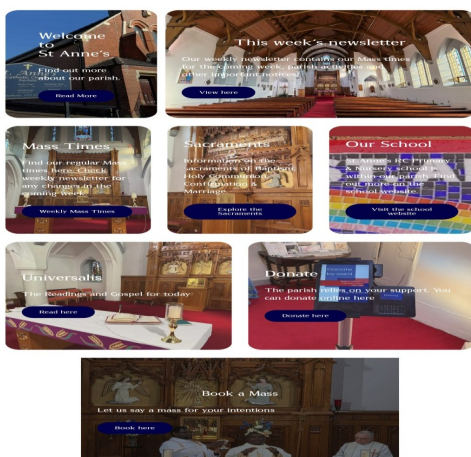 Welcome
to
St Anne's
Find out more
about our parish.
Read More
This week's newsletter
Our weekly newsletter contains our Mass times
for the coming week, parish activities and
other important notices.
View here
Mass Times
Find our regular Mass
times here. Check
weekly newsletter for
any changes in the
coming week.
Weekly Mass Times
Sacraments
Information on the
sacraments of Baptism,
Holy Communion,
Confirmation &
Marriage.
Explore the
Sacraments
Our School
St Anne's RC Primary
& Nursery school is
within our parish. Find
out more on the
school website.
Visit the school
website
Universalis
The Readings and Gospel for today
Read here
Donate
The parish relies on your support. You
can donate online here
Donate here
Book a Mass
Let us say a mass for your intentions
Book here